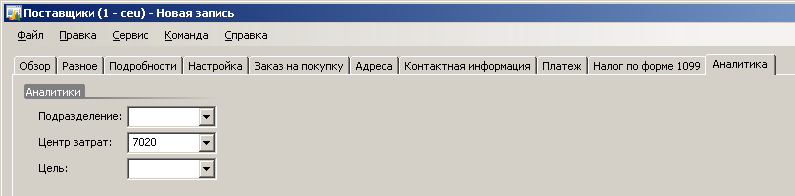 Поставщики (1 - ceu) - Новая запись
Файл Правка Сервис Команда Справка
Обзор Разное Подробности Настройка Заказ на покупку Адреса Контактная информация Платеж Налог по форме 1099 Аналитика
Аналитики
Подразделение:
Центр затрат: 7020
Цель: